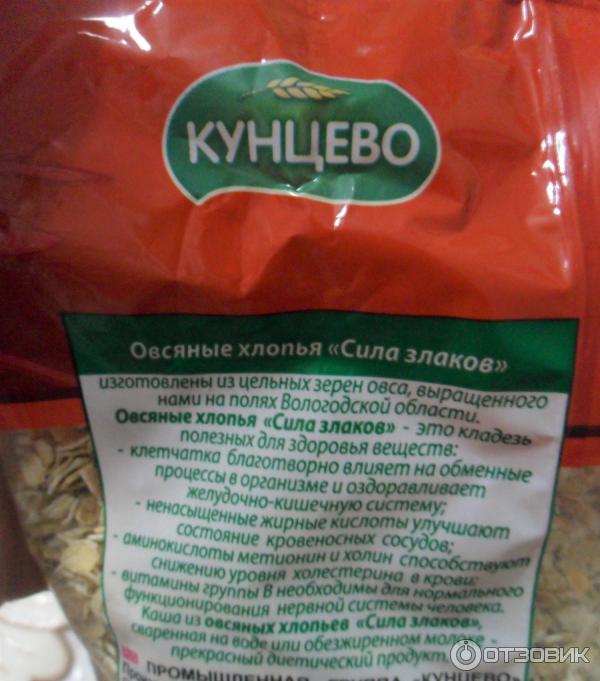 КУНЦЕВО
Овсяные хлопья «Сила злаков»
изготовлены из цельных зерен овса, выращенного
нами на полях Вологодской области.
Овсяные хлопья «Сила злаков» - это кладезь
полезных для здоровья веществ:
- клетчатка благотворно влияет на обменные
процессы в организме и оздоравливает
желудочно-кишечную систему;
- ненасыщенные жирные кислоты улучшают
состояние кровеносных сосудов;
- аминокислоты метионин и холин способствуют
снижению уровня холестерина в крови;
- витамины группы В необходимы для нормального
функционирования нервной системы человека.
Каша из овсяных хлопьев «Сила злаков»,
сваренная на воде или обезжиренном молоке -
прекрасный диетический продукт.
ПРОМЫШЛЕННАЯ ГРУППА "КУНЦЕВО"
ОТЗОВИК